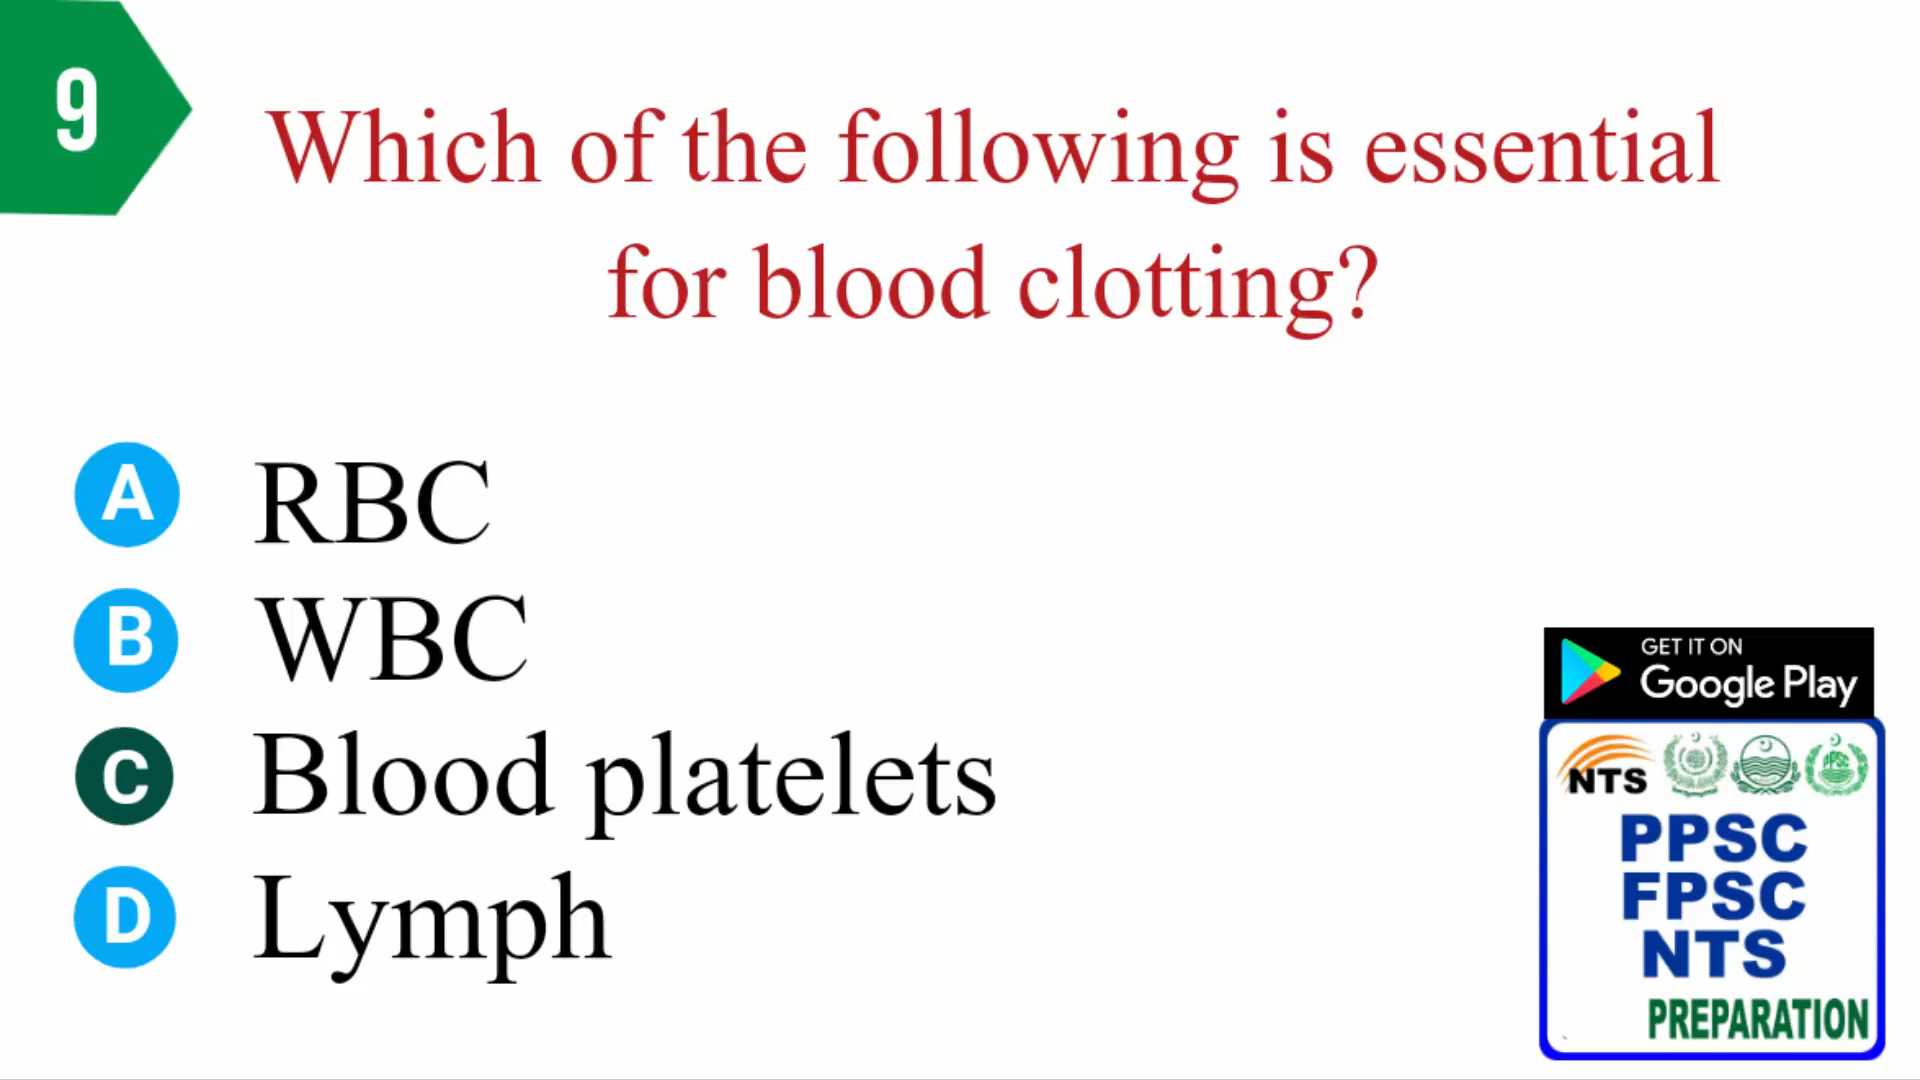 9
Which of the following is essential
for blood clotting?
A RBC
B WBC
C Blood platelets
D Lymph
GET IT ON
Google Play
NTS
PPSC
PPSC
FPSC
NTS
PREPARATION